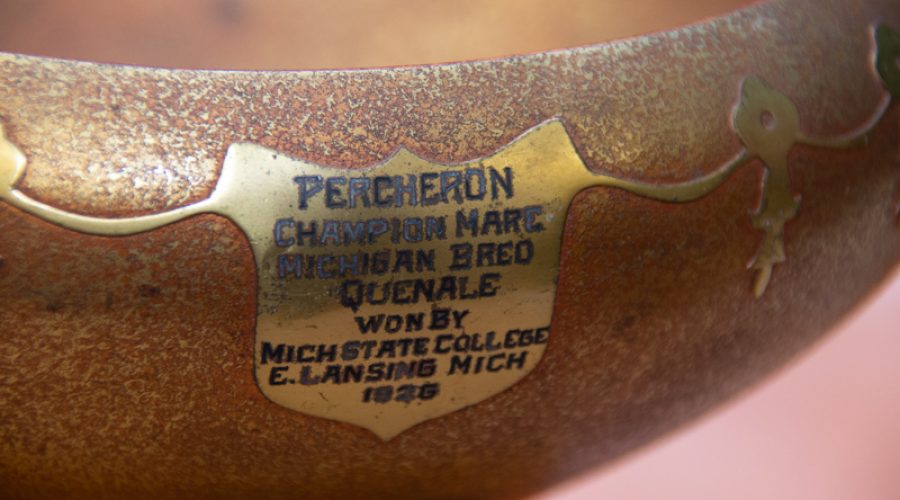 PERCHERON
CHAMPION MARE
MICHIGAN BRED
QUENALE
WON BY
MICH STATE COLLEGE
E. LANSING MICH
1926